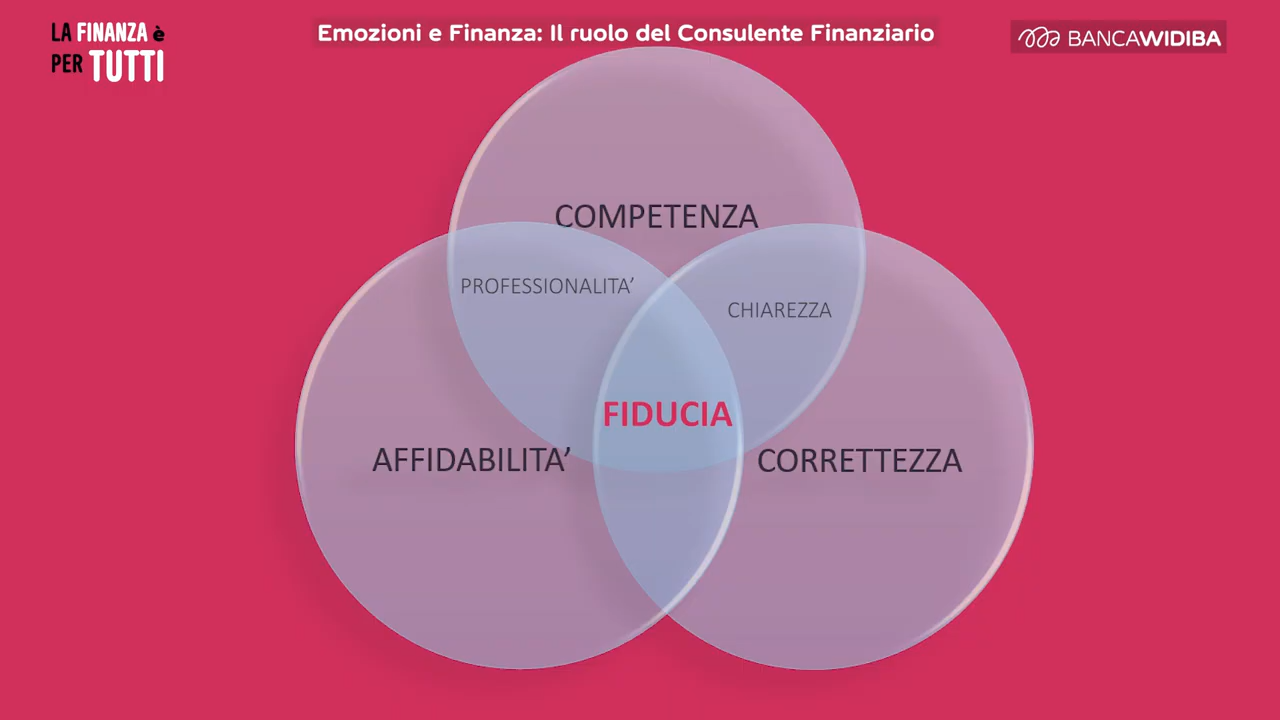 LA FINANZA è
PER TUTTI
Emozioni e Finanza: Il ruolo del Consulente Finanziario
BANCAWIDIBA
COMPETENZA
PROFESSIONALITA’
CHIAREZZA
FIDUCIA
AFFIDABILITA’
CORRETTEZZA